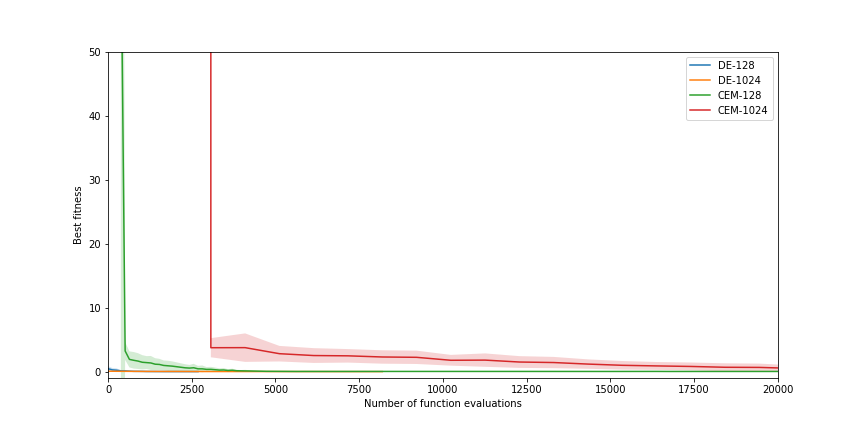 50
40
30
20
10
0
Best fitness
0
2500
5000
7500
10000
12500
15000
17500
20000
Number of function evaluations
DE-128
DE-1024
CEM-128
CEM-1024